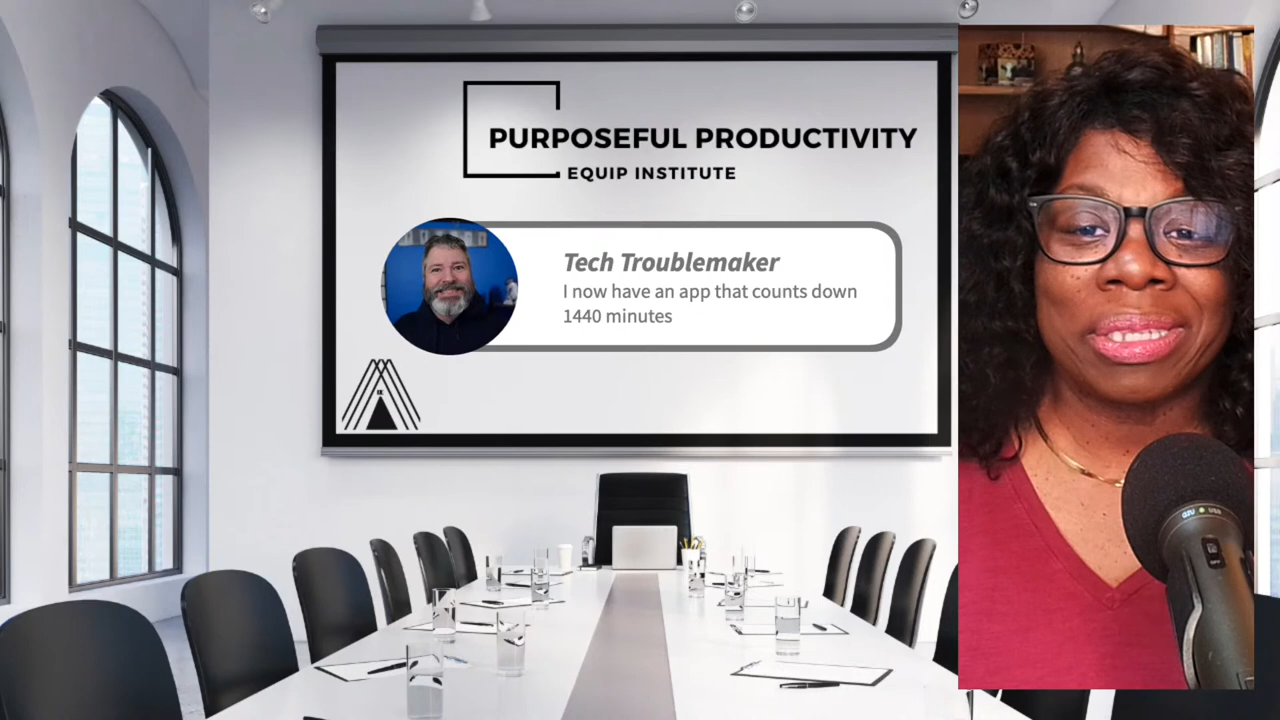 PURPOSEFUL PRODUCTIVITY
EQUIP INSTITUTE
Tech Troublemaker
I now have an app that counts down
1440 minutes